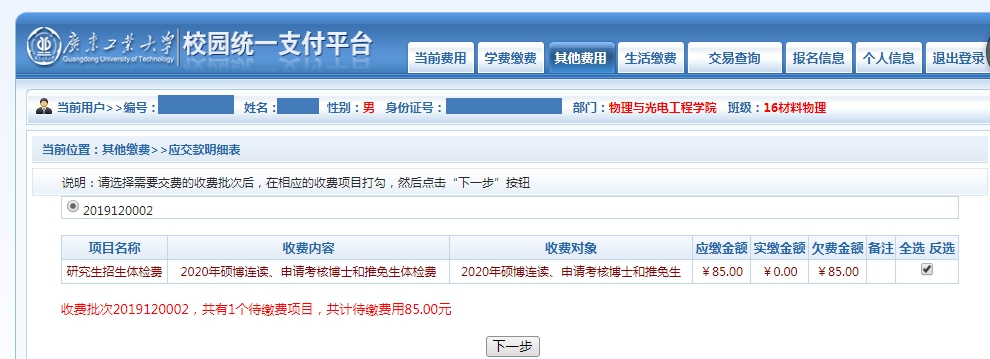 廣東工業大學 校园统一支付平台
Guangdong University of Technology
当前费用 学费缴费 其他费用 生活缴费 交易查询 报名信息 个人信息 退出登录
当前用户>>编号： 姓名： 性别：男 身份证号： 部门：物理与光电工程学院 班级：16材料物理
当前位置：其他缴费>>应交款明细表
说明：请选择需要交费的收费批次后，在相应的收费项目打勾，然后点击“下一步”按钮
2019120002
项目名称 收费内容 收费对象 应缴金额 实缴金额 欠费金额 备注 全选 反选
研究生招生体检费 2020年硕博连读、申请考核博士和推免生体检费 2020年硕博连读、申请考核博士和推免生 ￥85.00 ￥0.00 ￥85.00
收费批次2019120002，共有1个待缴费项目，共计待缴费用85.00元
下一步